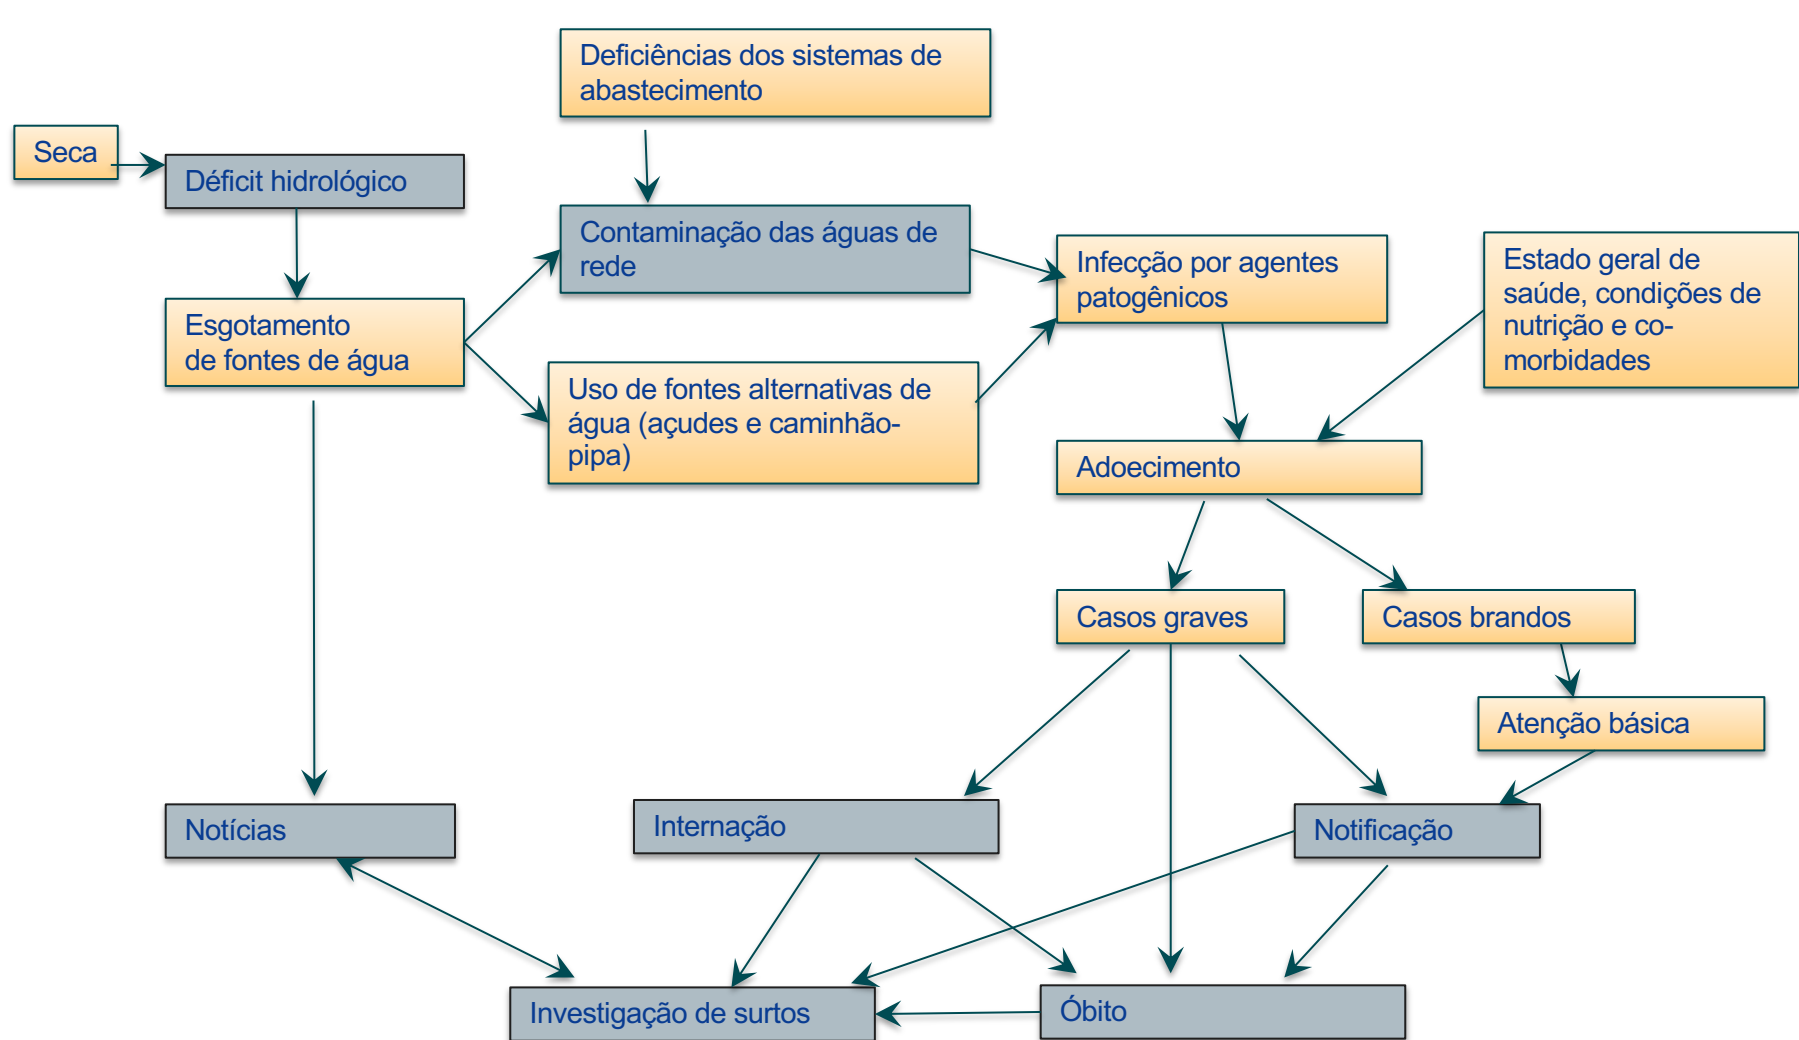 Deficiências dos sistemas de
abastecimento
Seca
Déficit hidrológico
Contaminação das águas de
rede
Infecção por agentes
patogênicos
Estado geral de
saúde, condições de
nutrição e co-
morbidades
Esgotamento
de fontes de água
Uso de fontes alternativas de
água (açudes e caminhão-
pipa)
Adoecimento
Casos graves
Casos brandos
Atenção básica
Notícias
Internação
Notificação
Investigação de surtos
Óbito